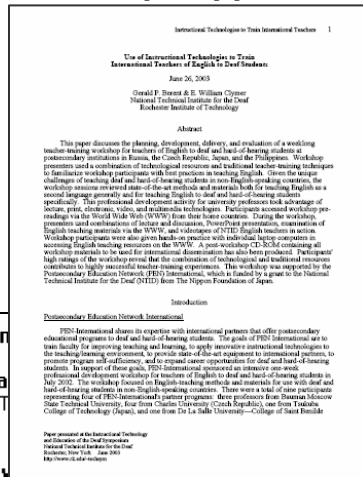 Instructional Technologies to Train International Teachers 1
Use of Instructional Technologies to Train
International Teachers of English to Deaf Students
June 26, 2003
Gerald P. Berent & E. William Clymer
National Technical Institute for the Deaf
Rochester Institute of Technology
Abstract
This paper discusses the planning, development, delivery, and evaluation of a weeklong
teacher-training workshop for teachers of English to deaf and hard-of-hearing students at
postsecondary institutions in Russia, the Czech Republic, Japan, and the Philippines. Workshop
presenters used a combination of technological resources and traditional teacher-training techniques
to familiarize workshop participants with best practices in teaching English. Given the unique
challenges of teaching deaf and hard-of-hearing students in non-English-speaking countries, the
workshop sessions reviewed state-of-the-art methods and materials both for teaching English as a
second language generally and for teaching English to deaf and hard-of-hearing students
specifically. This professional development activity for university professors took advantage of
lecture, print, electronic, video, and multimedia technologies. Participants accessed workshop pre-
readings via the World Wide Web (WWW) from their home countries. During the workshop,
presenters used combinations of lecture and discussion, PowerPoint presentation, examination of
English teaching materials via the WWW, and videotapes of NTID English teachers in action.
Workshop participants were also given hands-on practice with individual laptop computers in
accessing English teaching resources on the WWW. A post-workshop CD-ROM containing all
workshop materials to be used for international dissemination has also been produced. Participants'
high ratings of the workshop reveal that the combination of technological and traditional resources
contributes to highly successful teacher-training experiences. This workshop was supported by the
Postsecondary Education Network (PEN) International, which is funded by a grant to the National
Technical Institute for the Deaf (NTID) from The Nippon Foundation of Japan.
Introduction
Postsecondary Education Network International
PEN-International shares its expertise with international partners that offer postsecondary
educational programs to deaf and hard-of-hearing students. The goals of PEN International are to
train faculty for improving teaching and learning, to apply innovative instructional technologies to
the teaching/learning environment, to provide state-of-the-art equipment to international partners, to
promote program self-sufficiency, and to expand career opportunities for deaf and hard-of-hearing
students. In support of these goals, PEN-International sponsored an intensive one-week
professional development workshop for teachers of English to deaf and hard-of-hearing students in
July 2002. The workshop focused on English-teaching methods and materials for use with deaf and
hard-of-hearing students in non-English-speaking countries. There were a total of nine participants
representing four of PEN-International's partner programs: three professors from Bauman Moscow
State Technical University, four from Charles University (Czech Republic), one from Tsukuba
College of Technology (Japan), and one from De La Salle University—College of Saint Benilde
Paper presented at the Instructional Technology
and Education of the Deaf Symposium
National Technical Institute for the Deaf
Rochester, New York June 2003